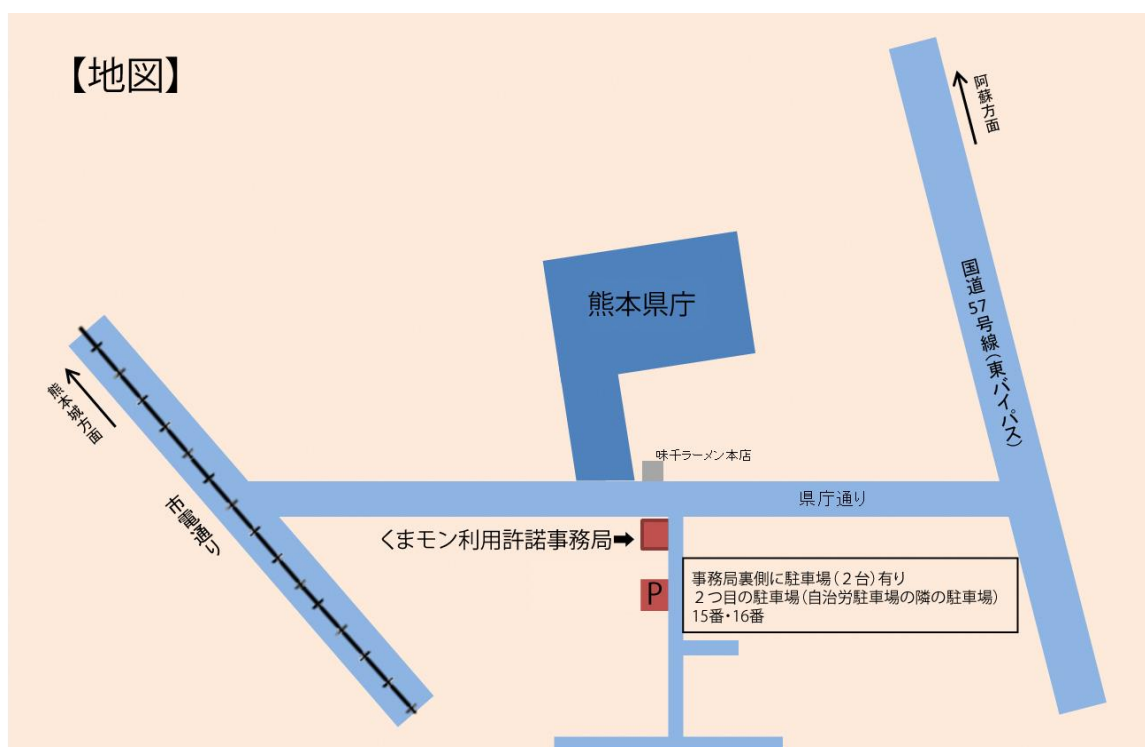 【地図】
阿蘇方面
国道57号線(東バイパス)
熊本県庁
熊本城方面
市電通り
味千ラーメン本店
県庁通り
くまモン利用許諾事務局➡
P
事務局裏側に駐車場(2台)有り
2つ目の駐車場(自治労駐車場の隣の駐車場)
15番・16番